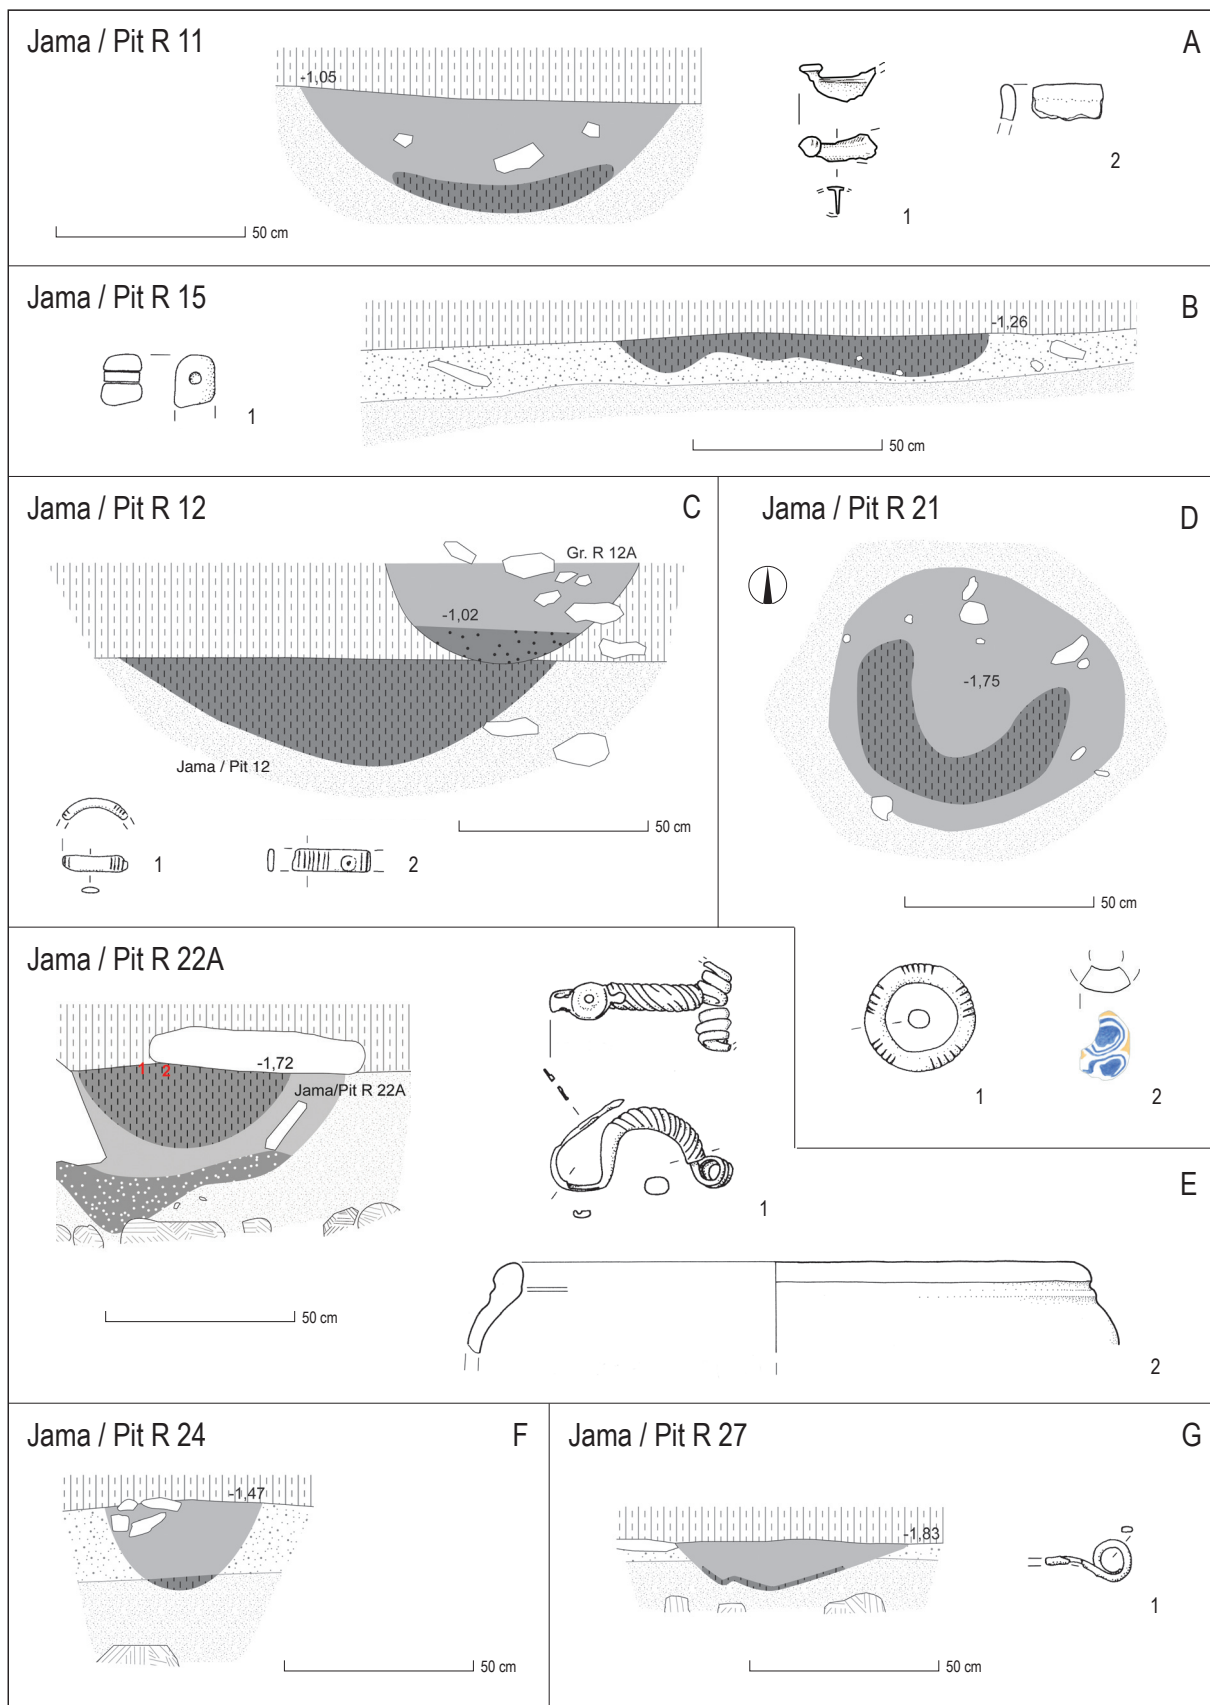 Jama / Pit R 11
A
-1,05
1
2
50 cm
Jama / Pit R 15
B
-1,26
1
50 cm
Jama / Pit R 12
C
Gr. R 12A
-1,02
Jama / Pit 12
50 cm
1
2
Jama / Pit R 21
D
-1,75
50 cm
1
2
Jama / Pit R 22A
E
1 2
-1,72
Jama/Pit R 22A
50 cm
1
2
Jama / Pit R 24
F
-1,47
50 cm
Jama / Pit R 27
G
-1,83
1
50 cm